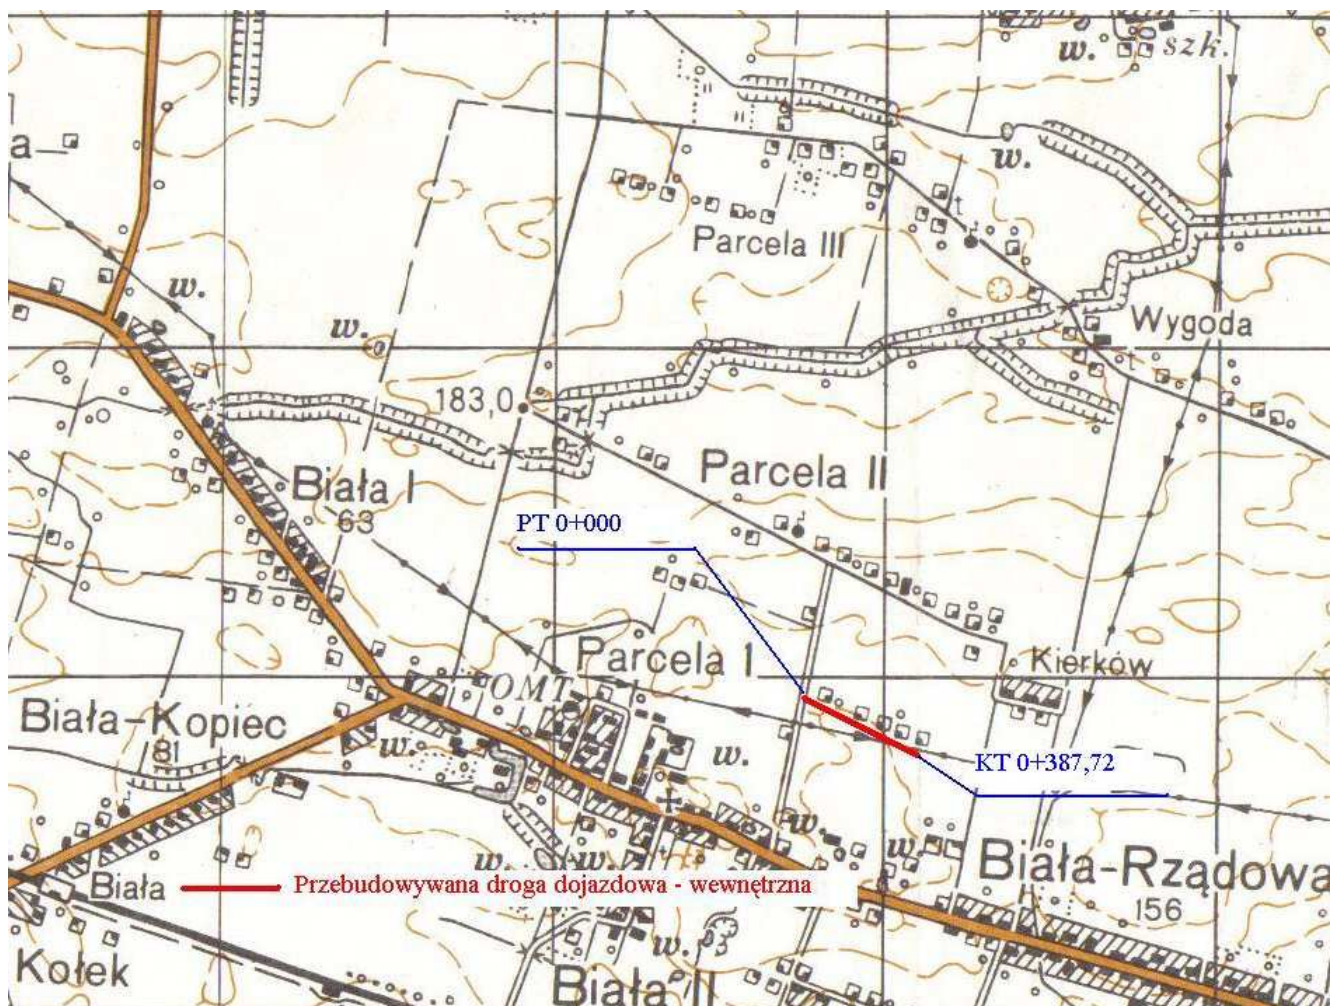 w.
szk.
a
w.
Parcela III
t
w.
Wygoda
w.
t
183,0
Parcela II
Biała I
63
PT 0+000
Parcela I
Kierków
OMT
Biała-Kopiec
81
w.
w.
KT 0+387,72
w.
w.
Biała-Rządowa
156
w.
w.
Biała
Przebudowywana droga dojazdowa - wewnętrzna
w.
Kołek
Biała II